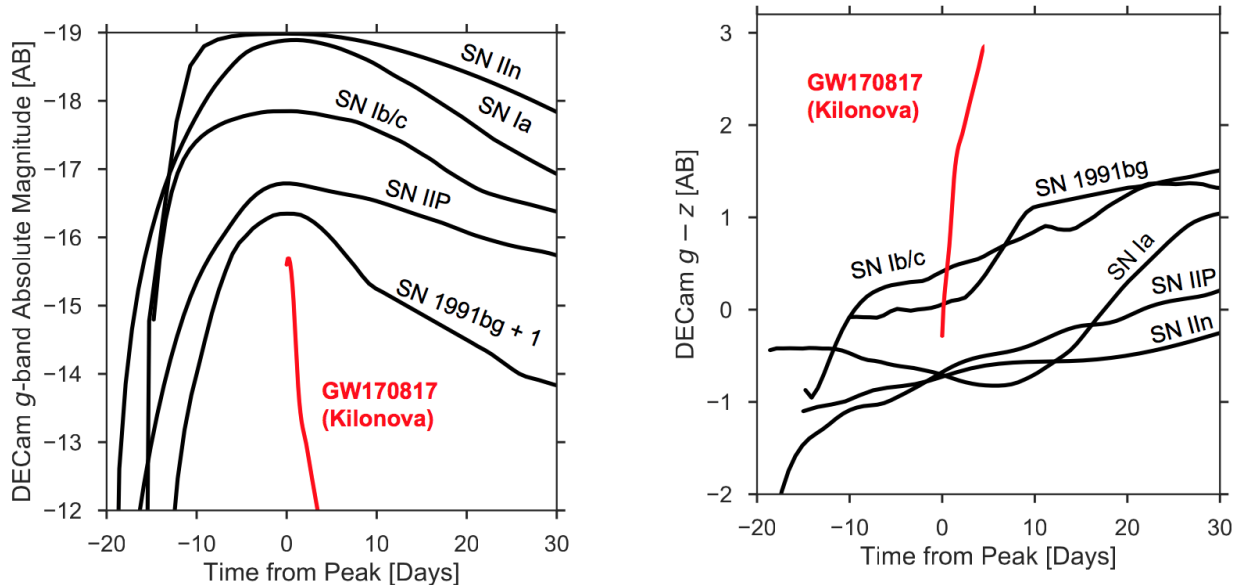 DECam g-band Absolute Magnitude [AB]
−19
−18
−17
−16
−15
−14
−13
−12
SN IIn
SN Ia
SN Ib/c
SN IIP
SN 1991bg + 1
GW170817
(Kilonova)
−20
−10
0
10
20
30
Time from Peak [Days]
DECam g − z [AB]
3
2
1
0
−1
−2
GW170817
(Kilonova)
SN 1991bg
SN Ib/c
SN Ia
SN IIP
SN IIn
−20
−10
0
10
20
30
Time from Peak [Days]